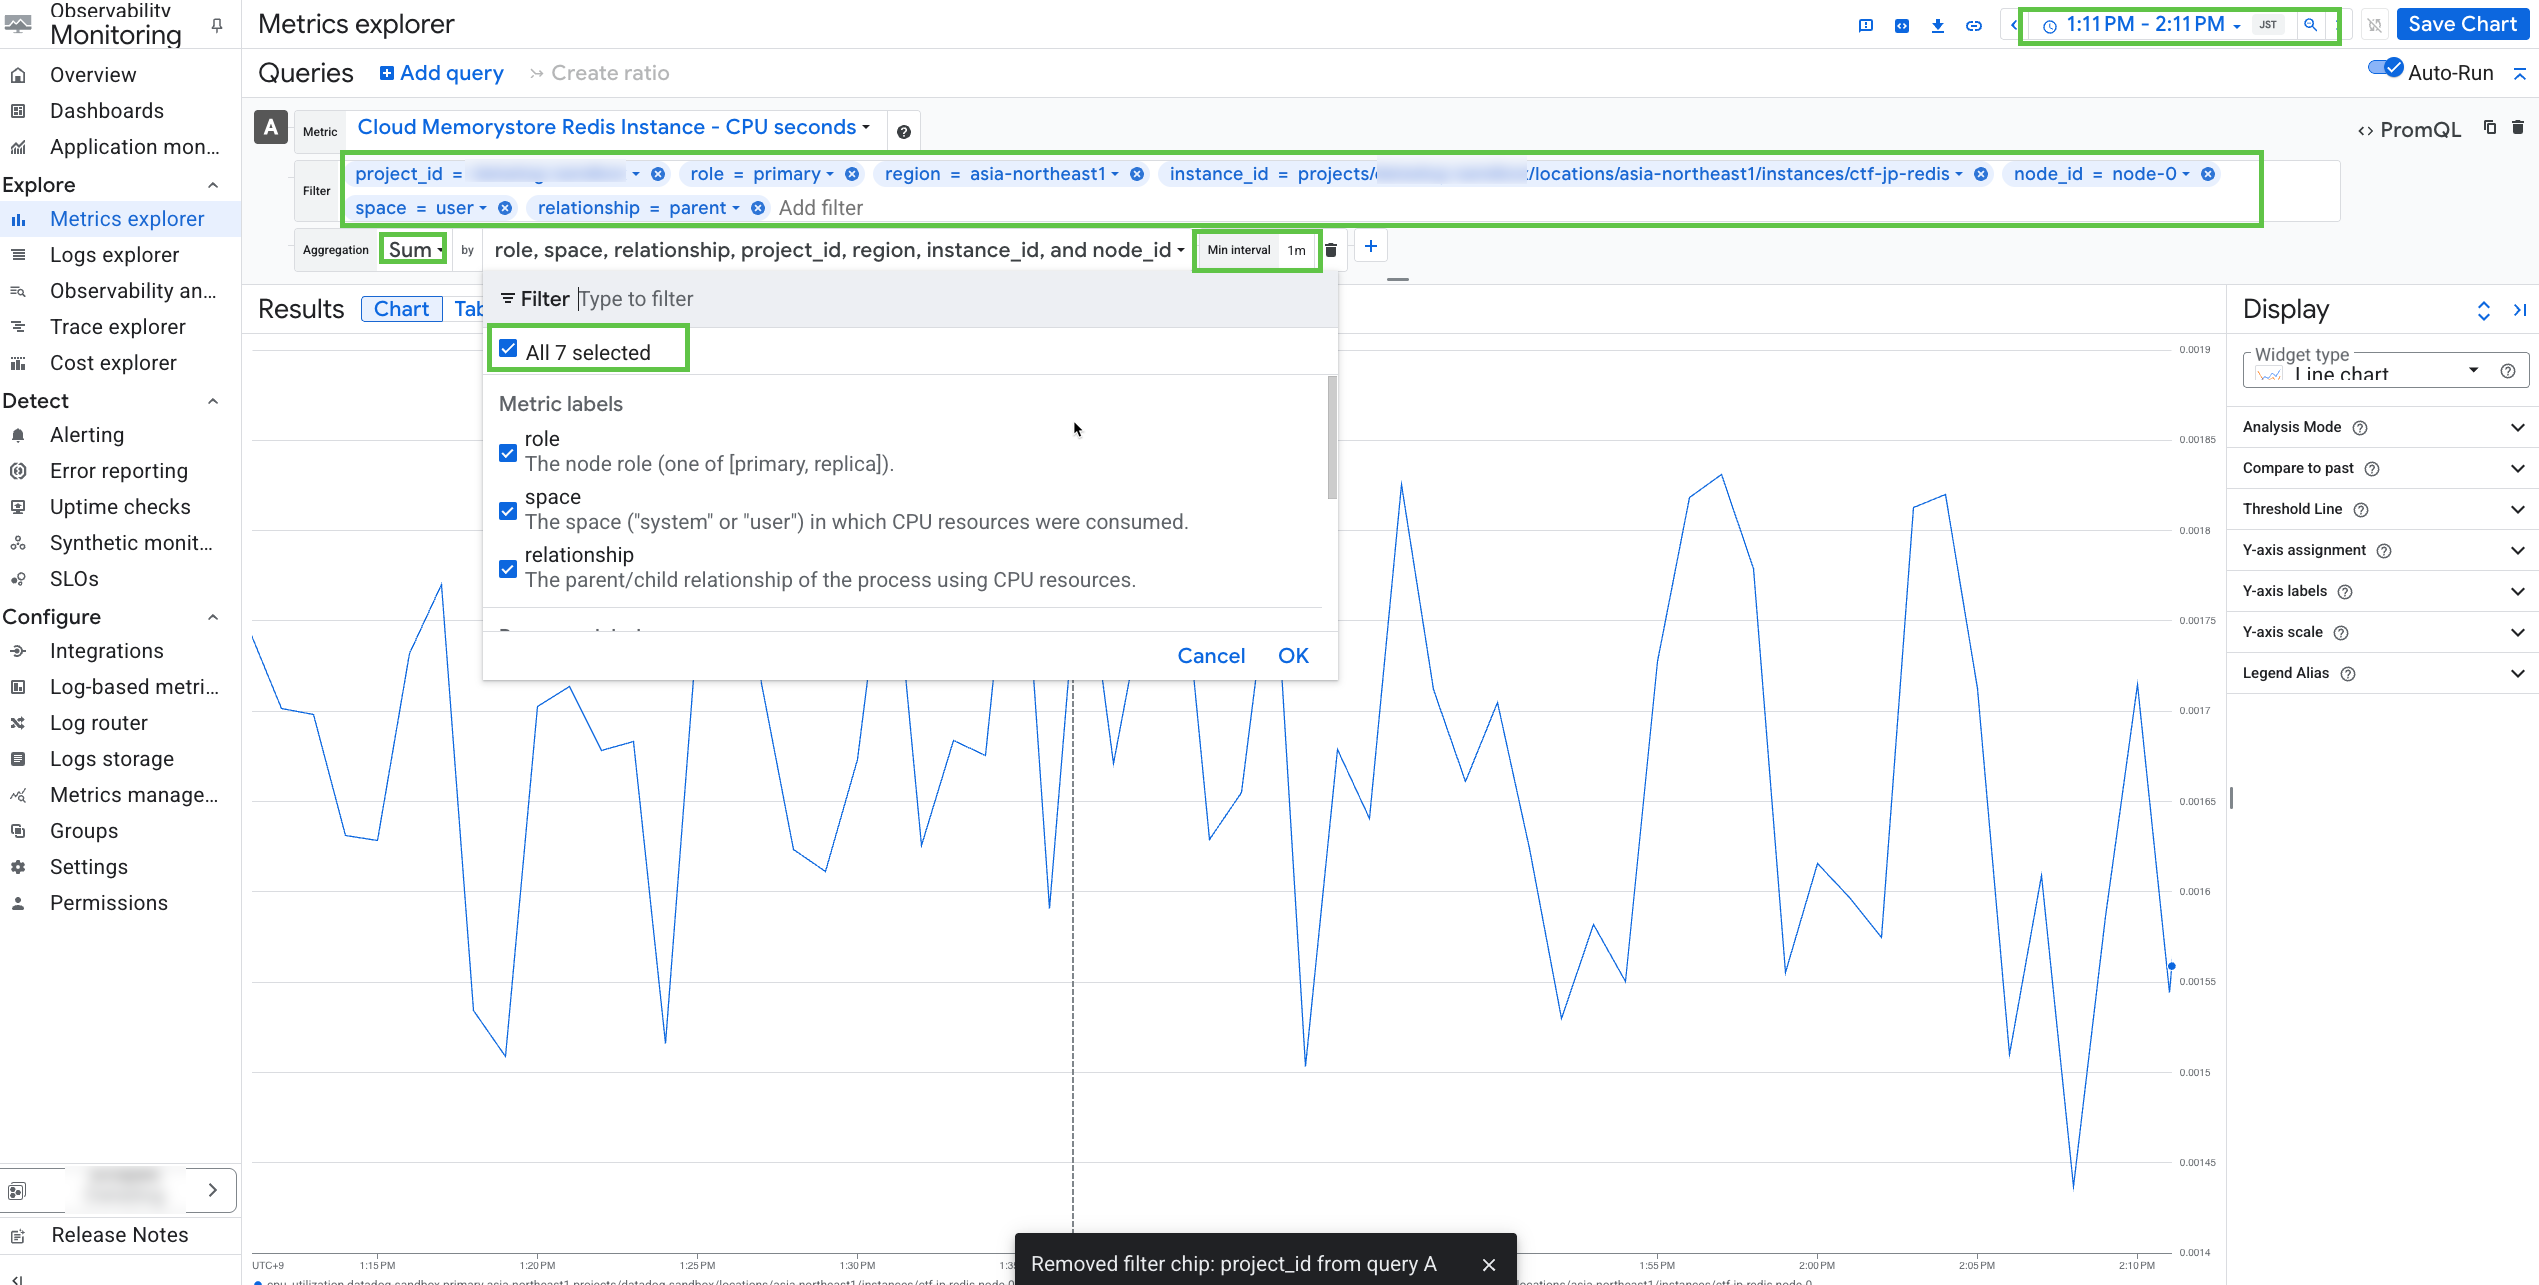 Observability
Monitoring
Overview
Dashboards
Application mon...
Explore
Metrics explorer
Logs explorer
Observability an...
Trace explorer
Cost explorer
Detect
Alerting
Error reporting
Uptime checks
Synthetic monit...
SLOs
Configure
Integrations
Log-based metri...
Log router
Logs storage
Metrics manage...
Groups
Settings
Permissions
Release Notes
Metrics explorer
1:11 PM - 2:11 PM JST
Save Chart
Queries Add query Create ratio
Auto-Run
A Metric Cloud Memorystore Redis Instance - CPU seconds
PromQL
Filter
project_id = role = primary region = asia-northeast1 instance_id = projects/ /locations/asia-northeast1/instances/ctf-jp-redis node_id = node-0
space = user relationship = parent Add filter
Aggregation Sum by role, space, relationship, project_id, region, instance_id, and node_id Min interval 1m
Filter Type to filter
All 7 selected
Metric labels
role
The node role (one of [primary, replica]).
space
The space ("system" or "user") in which CPU resources were consumed.
relationship
The parent/child relationship of the process using CPU resources.
Cancel OK
Results Chart Tab
0.0019
0.00185
0.0018
0.00175
0.0017
0.00165
0.0016
0.00155
0.0015
0.00145
0.0014
UTC+9 1:15 PM 1:20 PM 1:25 PM 1:30 PM 1:55 PM 2:00 PM 2:05 PM 2:10 PM
Removed filter chip: project_id from query A
Display
Widget type
Line chart
Analysis Mode
Compare to past
Threshold Line
Y-axis assignment
Y-axis labels
Y-axis scale
Legend Alias